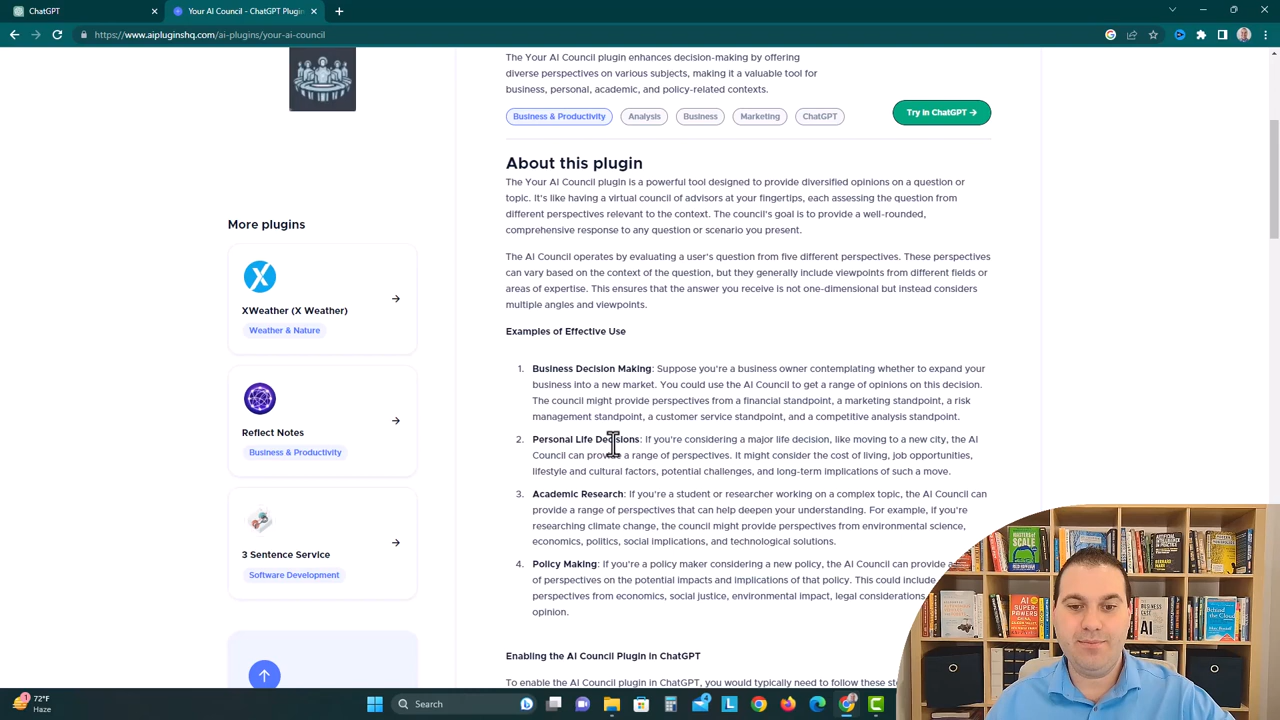 ChatGPT
Your AI Council - ChatGPT Plugin
https://www.aipluginshq.com/ai-plugins/your-ai-council
The Your AI Council plugin enhances decision-making by offering
diverse perspectives on various subjects, making it a valuable tool for
business, personal, academic, and policy-related contexts.
Business & Productivity
Analysis
Business
Marketing
ChatGPT
Try in ChatGPT →
About this plugin
The Your AI Council plugin is a powerful tool designed to provide diversified opinions on a question or
topic. It's like having a virtual council of advisors at your fingertips, each assessing the question from
different perspectives relevant to the context. The council's goal is to provide a well-rounded,
comprehensive response to any question or scenario you present.
The AI Council operates by evaluating a user's question from five different perspectives. These perspectives
can vary based on the context of the question, but they generally include viewpoints from different fields or
areas of expertise. This ensures that the answer you receive is not one-dimensional but instead considers
multiple angles and viewpoints.
Examples of Effective Use
1. Business Decision Making: Suppose you're a business owner contemplating whether to expand your
business into a new market. You could use the AI Council to get a range of opinions on this decision.
The council might provide perspectives from a financial standpoint, a marketing standpoint, a risk
management standpoint, a customer service standpoint, and a competitive analysis standpoint.
2. Personal Life Decisions: If you're considering a major life decision, like moving to a new city, the AI
Council can provide a range of perspectives. It might consider the cost of living, job opportunities,
lifestyle and cultural factors, potential challenges, and long-term implications of such a move.
3. Academic Research: If you're a student or researcher working on a complex topic, the AI Council can
provide a range of perspectives that can help deepen your understanding. For example, if you're
researching climate change, the council might provide perspectives from environmental science,
economics, politics, social implications, and technological solutions.
4. Policy Making: If you're a policy maker considering a new policy, the AI Council can provide a
of perspectives on the potential impacts and implications of that policy. This could include
perspectives from economics, social justice, environmental impact, legal considerations
opinion.
Enabling the AI Council Plugin in ChatGPT
To enable the AI Council plugin in ChatGPT, you would typically need to follow these ste
More plugins
XWeather (X Weather)
Weather & Nature
Reflect Notes
Business & Productivity
3 Sentence Service
Software Development
AI
72°F
Haze
Search